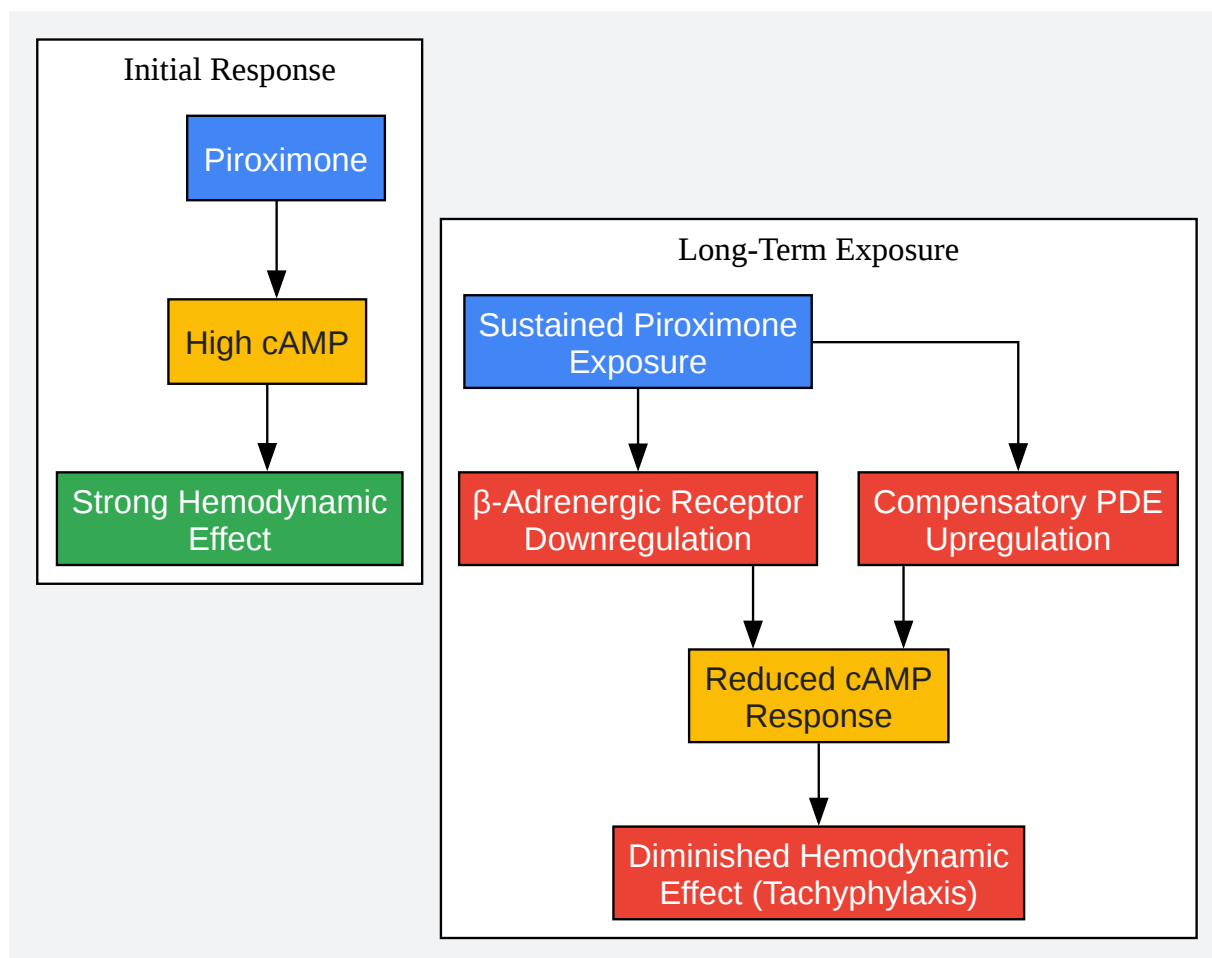 Initial Response
Piroximone
High cAMP
Strong Hemodynamic
Effect
Long-Term Exposure
Sustained Piroximone
Exposure
β-Adrenergic Receptor
Downregulation
Compensatory PDE
Upregulation
Reduced cAMP
Response
Diminished Hemodynamic
Effect (Tachyphylaxis)